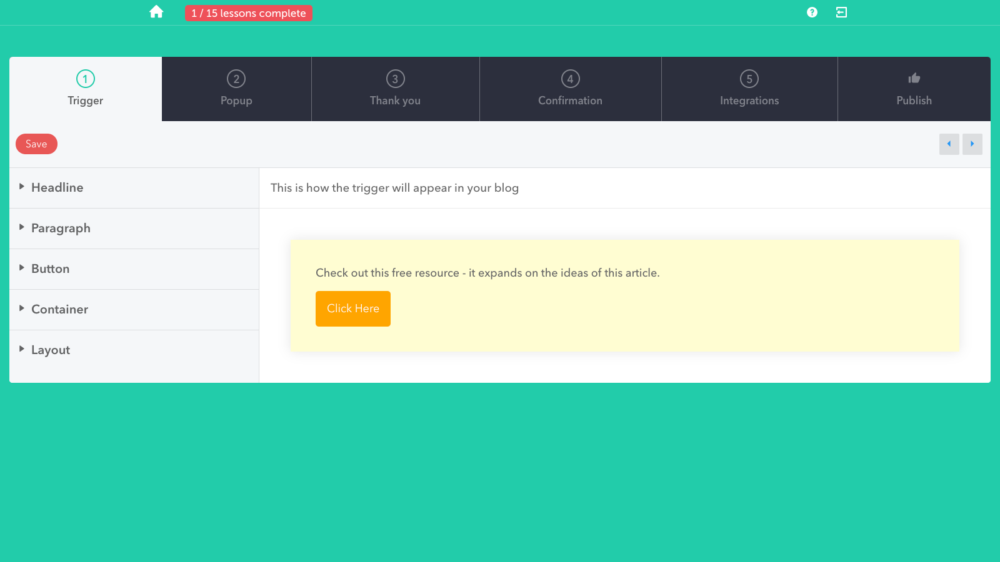 1 / 15 lessons complete
1
Trigger
2
Popup
3
Thank you
4
Confirmation
5
Integrations
Publish
Save
Headline
Paragraph
Button
Container
Layout
This is how the trigger will appear in your blog
Check out this free resource - it expands on the ideas of this article.
Click Here